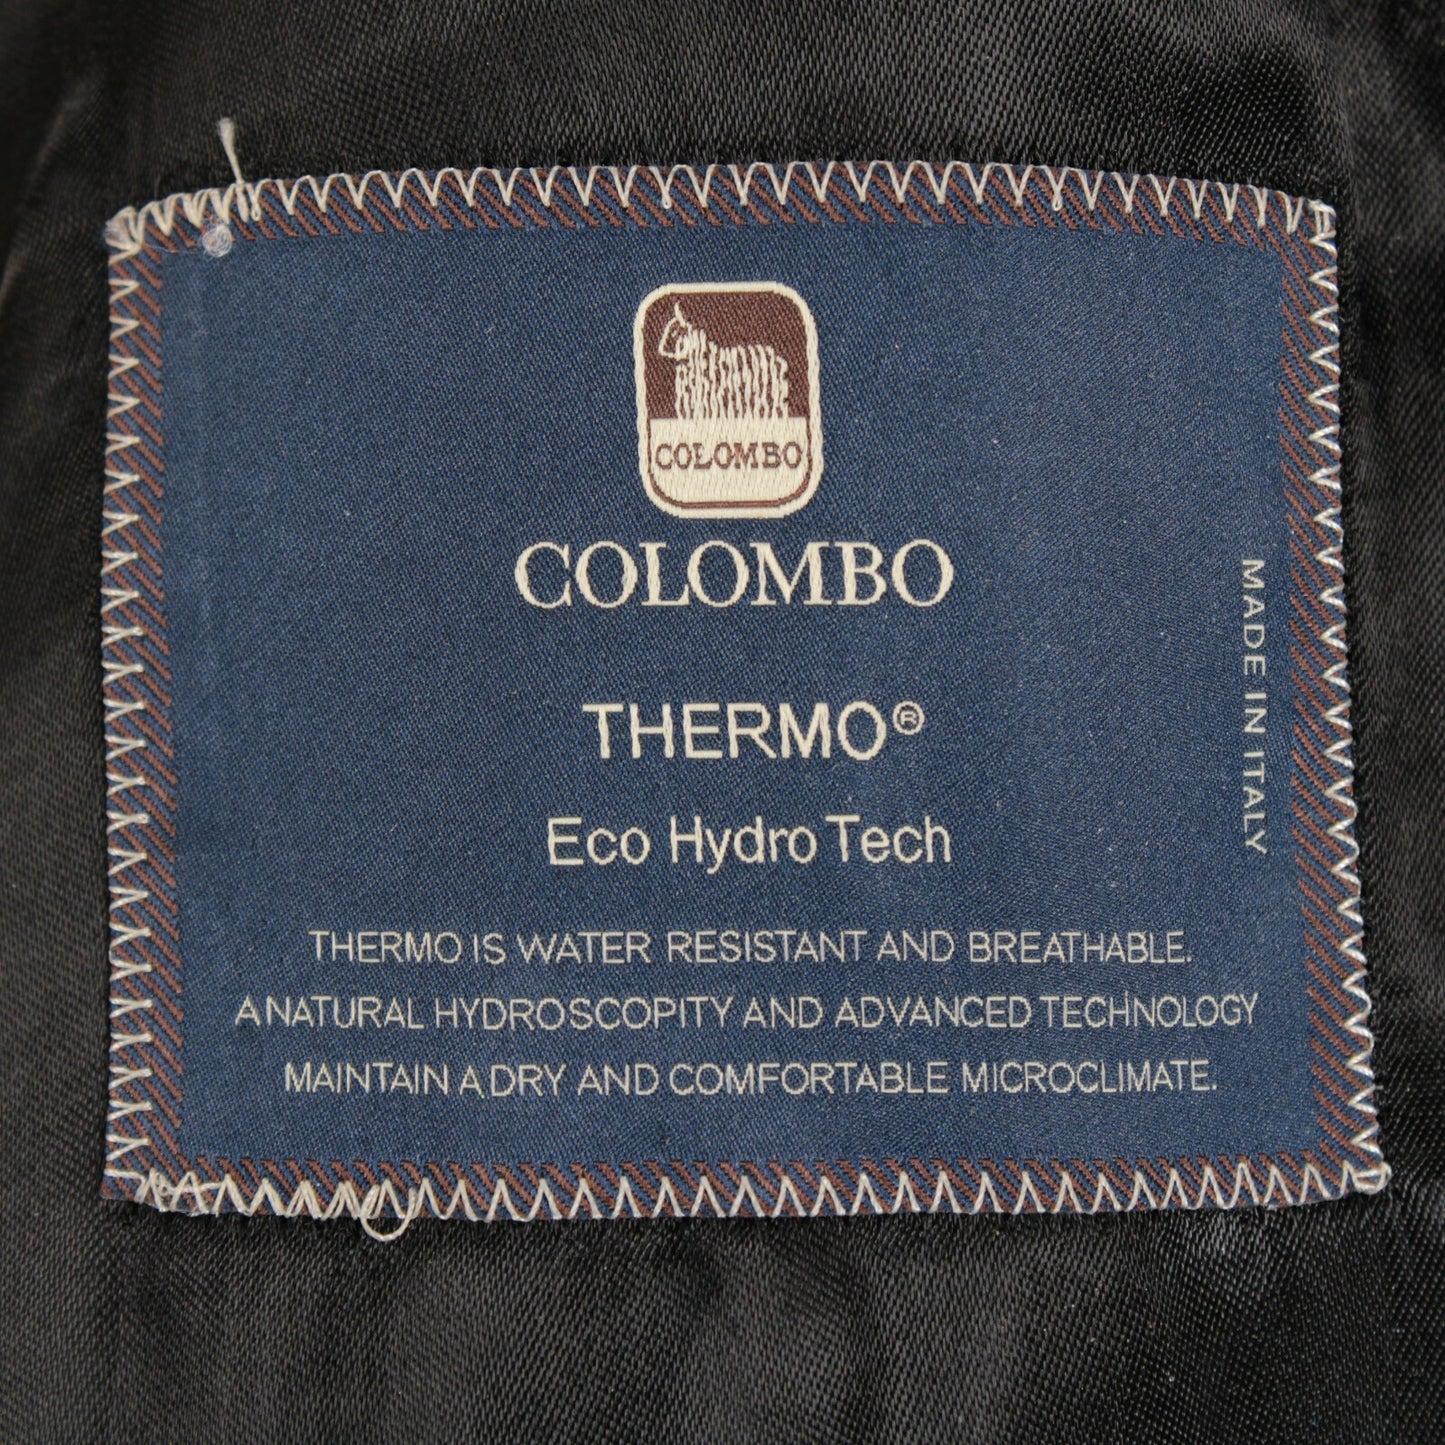 COLOMBO
COLOMBO
THERMO®
Eco Hydro Tech
THERMO IS WATER RESISTANT AND BREATHABLE.
A NATURAL HYDROSCOPITY AND ADVANCED TECHNOLOGY
MAINTAIN A DRY AND COMFORTABLE MICROCLIMATE.
MADE IN ITALY